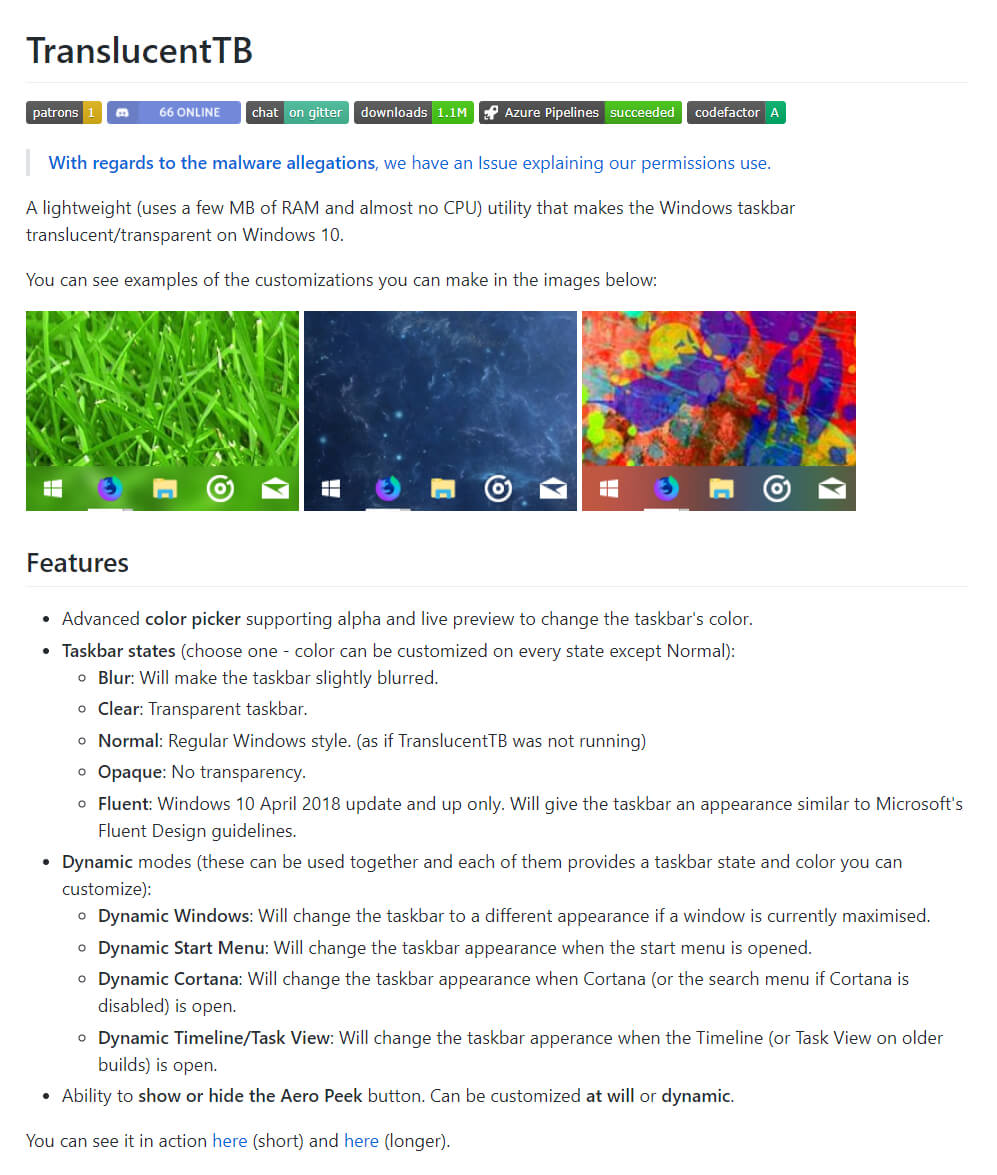 TranslucentTB
patrons 1 66 ONLINE chat on gitter downloads 1.1M Azure Pipelines succeeded codefactor A
With regards to the malware allegations, we have an Issue explaining our permissions use.
A lightweight (uses a few MB of RAM and almost no CPU) utility that makes the Windows taskbar
translucent/transparent on Windows 10.
You can see examples of the customizations you can make in the images below:
Features
• Advanced color picker supporting alpha and live preview to change the taskbar's color.
• Taskbar states (choose one - color can be customized on every state except Normal):
◦ Blur: Will make the taskbar slightly blurred.
◦ Clear: Transparent taskbar.
◦ Normal: Regular Windows style. (as if TranslucentTB was not running)
◦ Opaque: No transparency.
◦ Fluent: Windows 10 April 2018 update and up only. Will give the taskbar an appearance similar to Microsoft's
Fluent Design guidelines.
• Dynamic modes (these can be used together and each of them provides a taskbar state and color you can
customize):
◦ Dynamic Windows: Will change the taskbar to a different appearance if a window is currently maximised.
◦ Dynamic Start Menu: Will change the taskbar appearance when the start menu is opened.
◦ Dynamic Cortana: Will change the taskbar appearance when Cortana (or the search menu if Cortana is
disabled) is open.
◦ Dynamic Timeline/Task View: Will change the taskbar apperance when the Timeline (or Task View on older
builds) is open.
• Ability to show or hide the Aero Peek button. Can be customized at will or dynamic.
You can see it in action here (short) and here (longer).